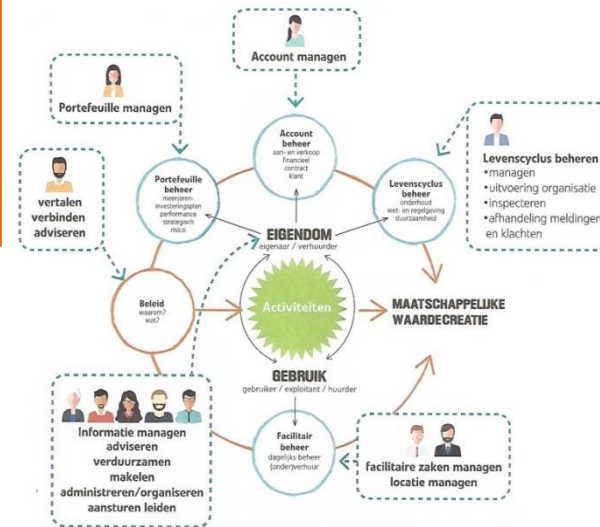 Account managen
Portefeuille managen
Account
beheer
aan- en verkoop
financieel
contract
klant
Portefeuille
beheer
meerjaren-
investeringsplan
performance
strategisch
risico
Levenscyclus
beheer
onderhoud
wet- en regelgeving
duurzaamheid
Levenscyclus beheren
•managen
•uitvoering organisatie
•inspecteren
•afhandeling meldingen
en klachten
vertalen
verbinden
adviseren
EIGENDOM
eigenaar / verhuurder
Beleid
waarom?
wat?
Activiteiten
MAATSCHAPPELIJKE
WAARDECREATIE
GEBRUIK
gebruiker / exploitant / huurder
Informatie managen
adviseren
verduurzamen
makelen
administreren/organiseren
aansturen leiden
Facilitair
beheer
dagelijks beheer
(onder)verhuur
facilitaire zaken managen
locatie managen